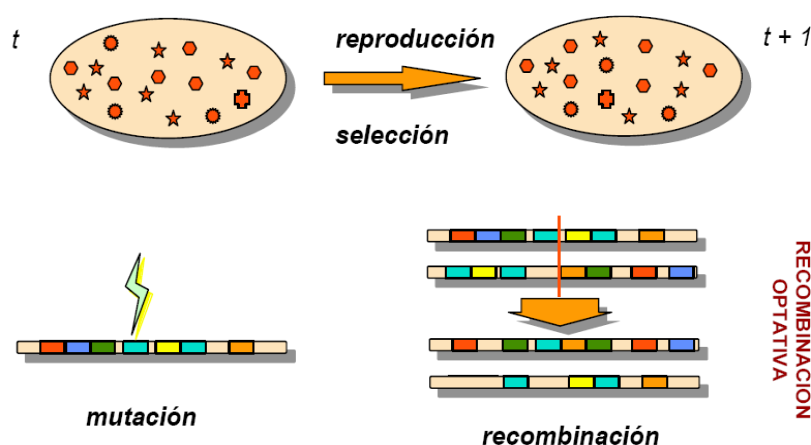 t
reproducción
t + 1
selección
mutación
recombinación
RECOMBINACION
OPTATIVA